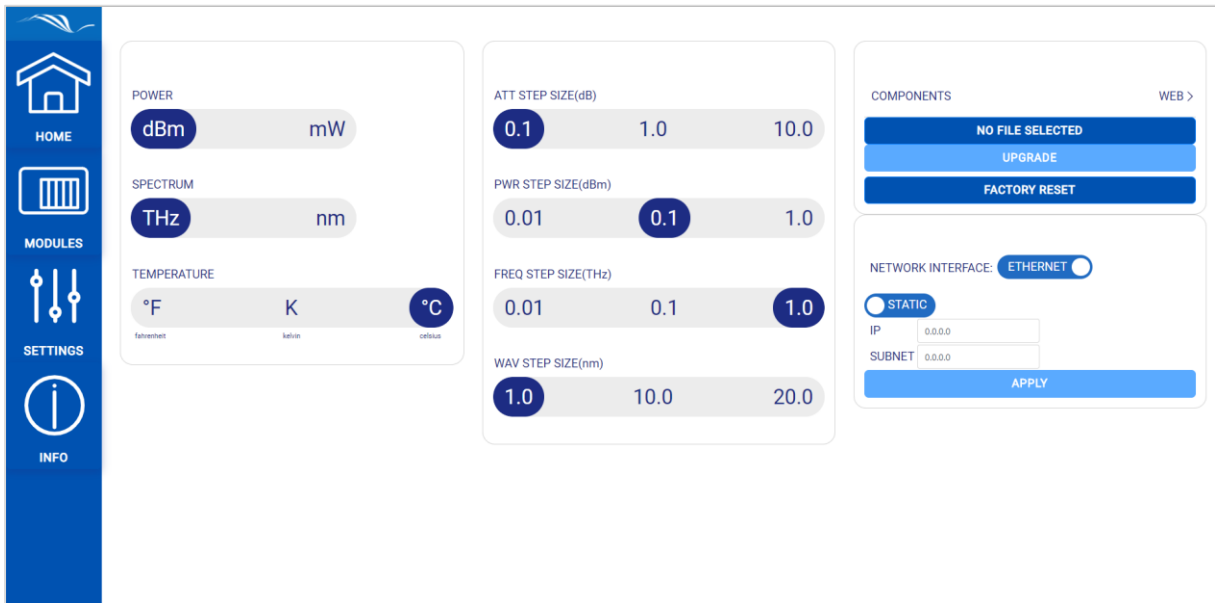 HOME
MODULES
SETTINGS
INFO
POWER
dBm mW
SPECTRUM
THz nm
TEMPERATURE
°F K °C
fahrenheit kelvin celsius
ATT STEP SIZE(dB)
0.1 1.0 10.0
PWR STEP SIZE(dBm)
0.01 0.1 1.0
FREQ STEP SIZE(THz)
0.01 0.1 1.0
WAV STEP SIZE(nm)
1.0 10.0 20.0
COMPONENTS WEB >
NO FILE SELECTED
UPGRADE
FACTORY RESET
NETWORK INTERFACE: ETHERNET
STATIC
IP 0.0.0.0
SUBNET 0.0.0.0
APPLY